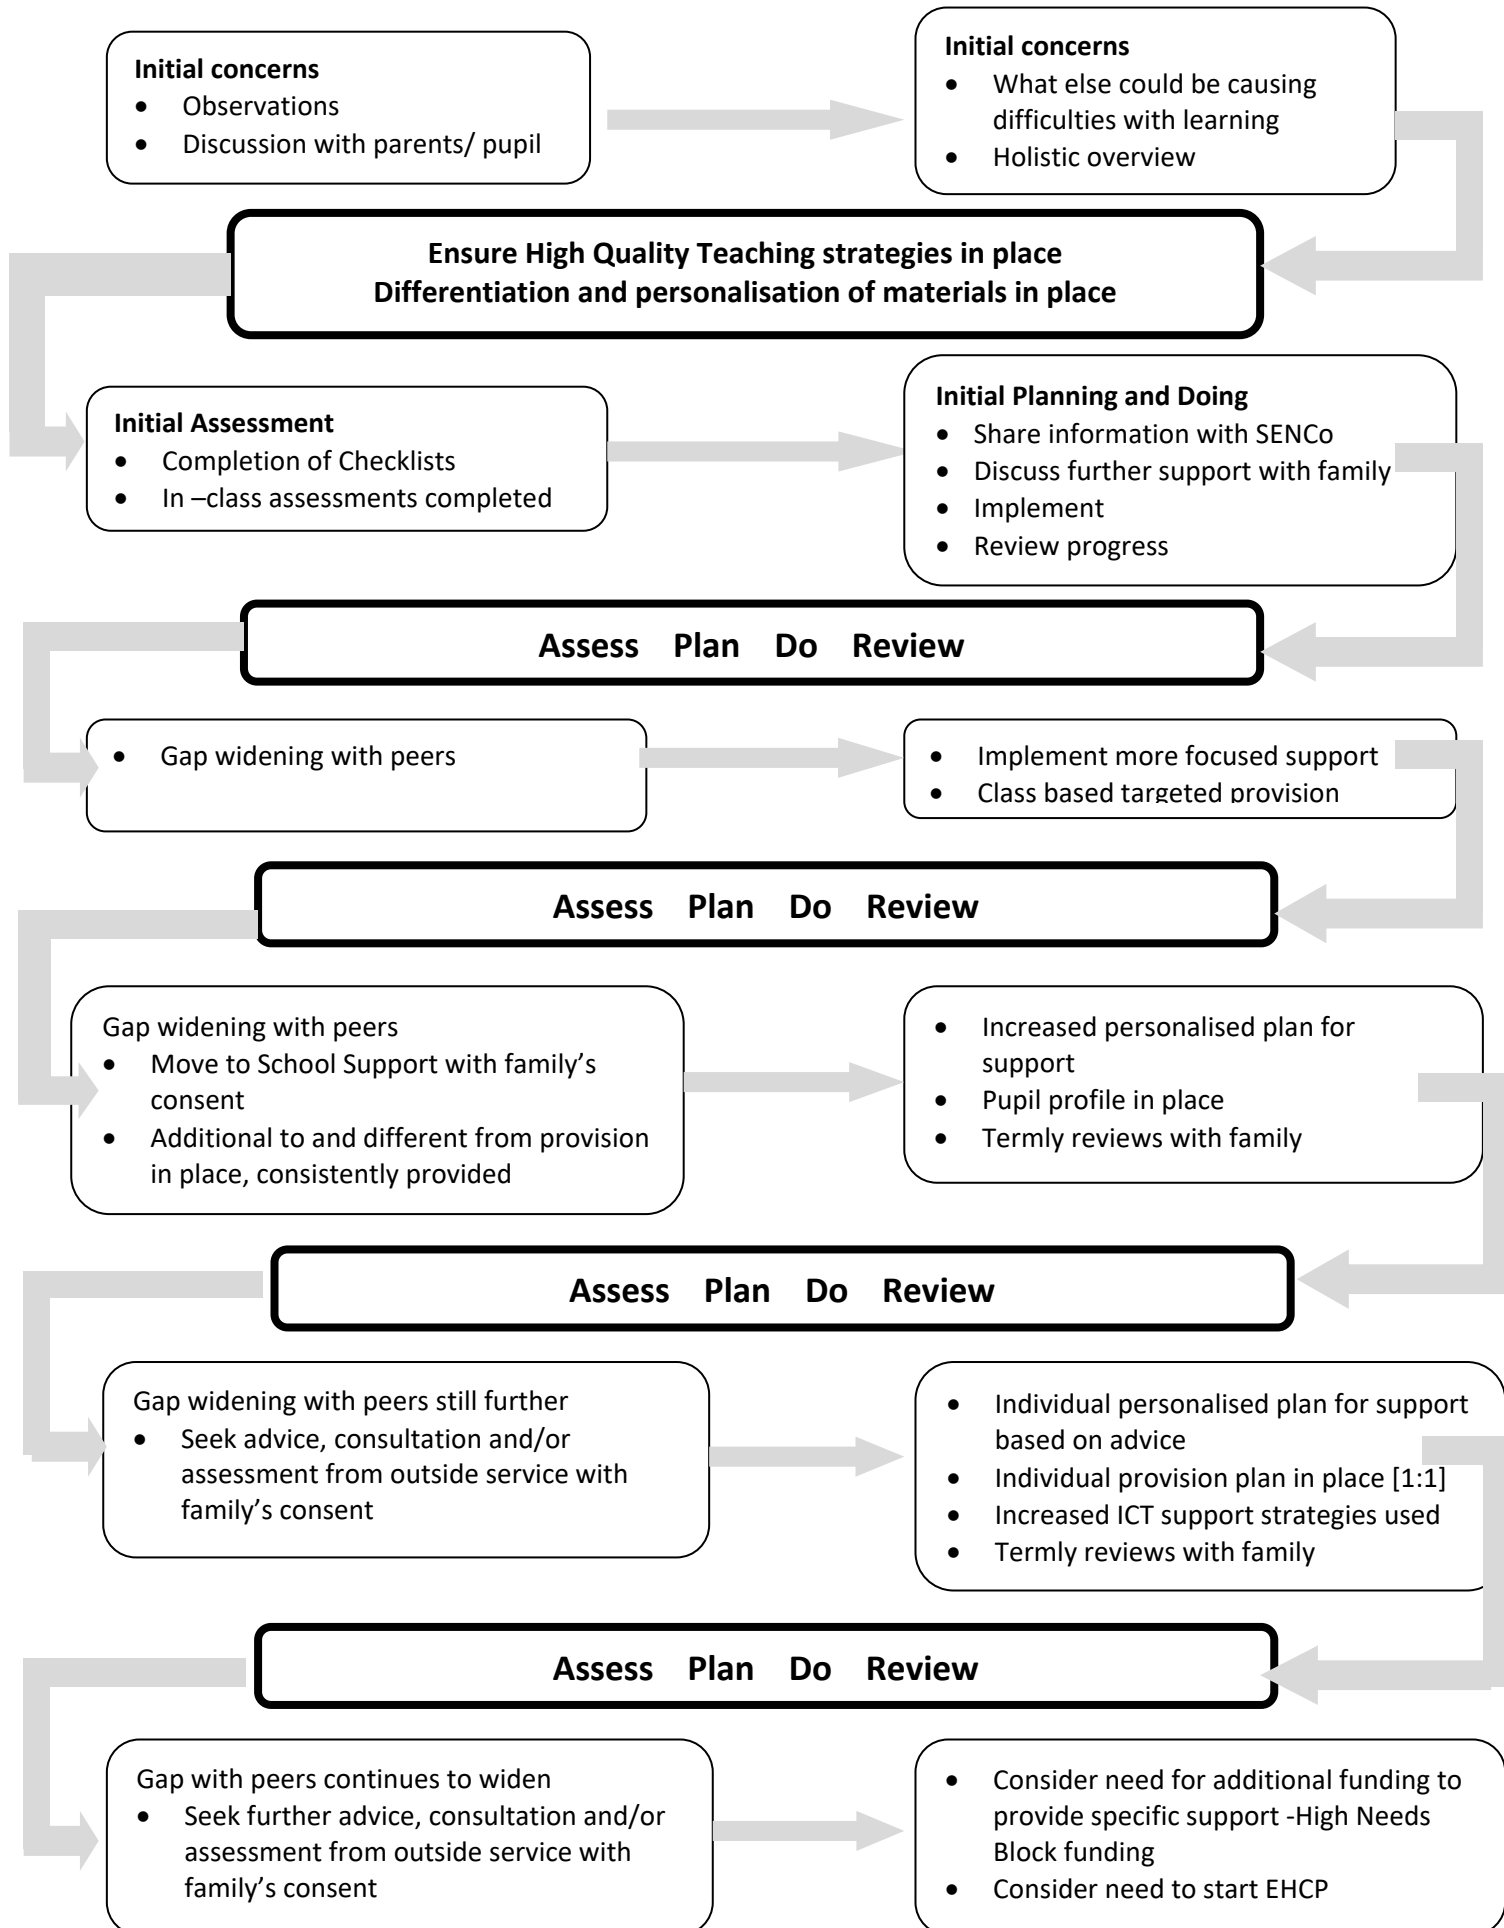 Initial concerns
• Observations
• Discussion with parents/ pupil
Initial concerns
• What else could be causing
difficulties with learning
• Holistic overview
Ensure High Quality Teaching strategies in place
Differentiation and personalisation of materials in place
Initial Assessment
• Completion of Checklists
• In –class assessments completed
Initial Planning and Doing
• Share information with SENCo
• Discuss further support with family
• Implement
• Review progress
Assess Plan Do Review
• Gap widening with peers
• Implement more focused support
• Class based targeted provision
Assess Plan Do Review
Gap widening with peers
• Move to School Support with family’s
consent
• Additional to and different from provision
in place, consistently provided
• Increased personalised plan for
support
• Pupil profile in place
• Termly reviews with family
Assess Plan Do Review
Gap widening with peers still further
• Seek advice, consultation and/or
assessment from outside service with
family’s consent
• Individual personalised plan for support
based on advice
• Individual provision plan in place [1:1]
• Increased ICT support strategies used
• Termly reviews with family
Assess Plan Do Review
Gap with peers continues to widen
• Seek further advice, consultation and/or
assessment from outside service with
family’s consent
• Consider need for additional funding to
provide specific support -High Needs
Block funding
• Consider need to start EHCP